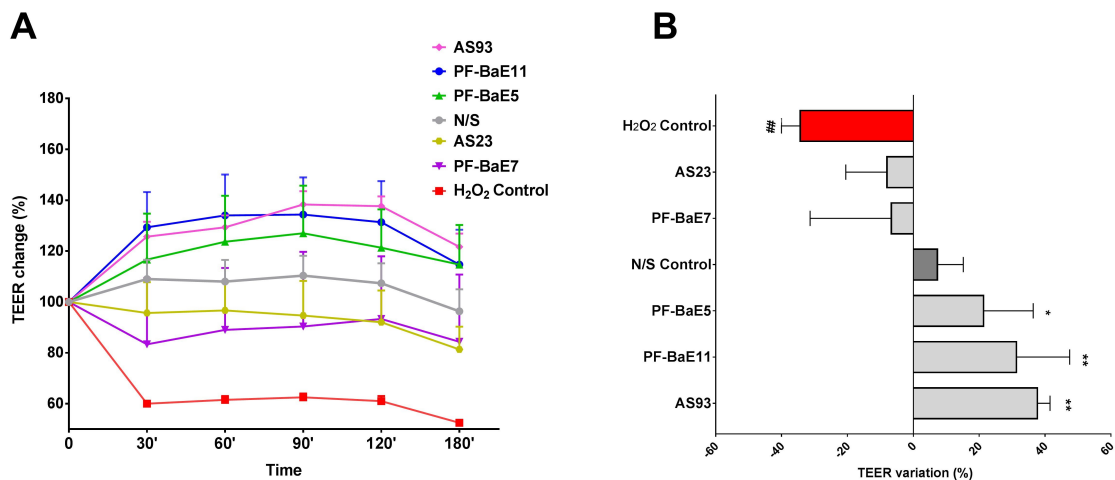 A
AS93
PF-BaE11
PF-BaE5
N/S
AS23
PF-BaE7
H₂O₂ Control
TEER change (%)
180
160
140
120
100
80
60
0
30'
60'
90'
120'
180'
Time
B
H₂O₂ Control
##
AS23
PF-BaE7
N/S Control
PF-BaE5
*
PF-BaE11
**
AS93
**
-60
-40
-20
0
20
40
60
TEER variation (%)